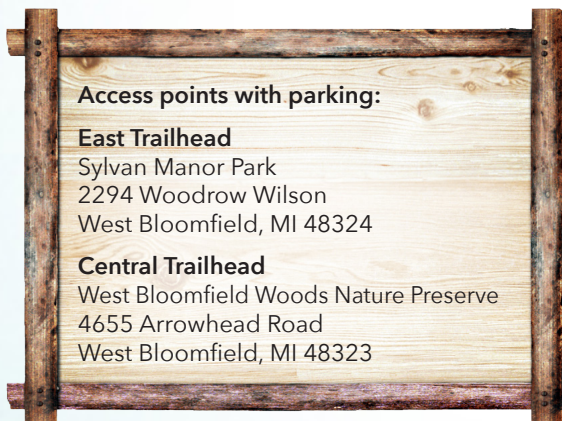 Access points with parking:
East Trailhead
Sylvan Manor Park
2294 Woodrow Wilson
West Bloomfield, MI 48324
Central Trailhead
West Bloomfield Woods Nature Preserve
4655 Arrowhead Road
West Bloomfield, MI 48323